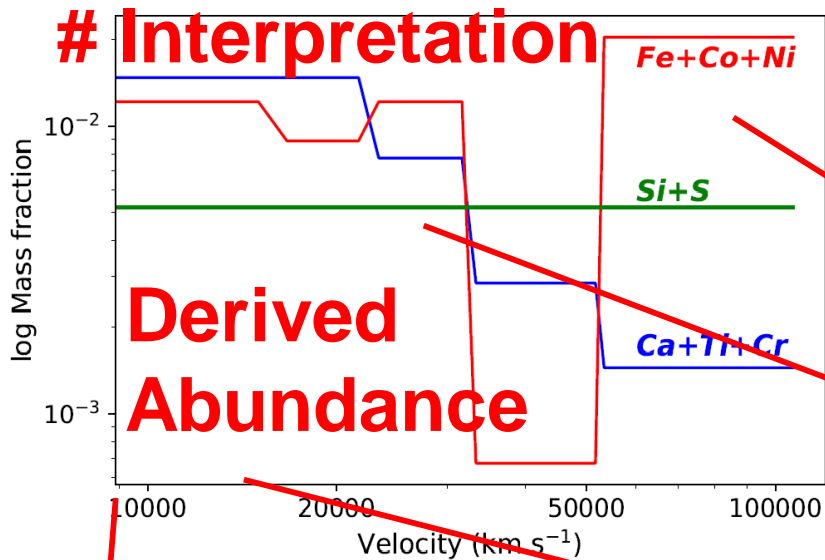 # Interpretation
Fe+Co+Ni
10⁻²
Si+S
log Mass fraction
Derived
Abundance
Ca+Ti+Cr
10⁻³
10000 20000 50000 100000
Velocity (km s⁻¹)